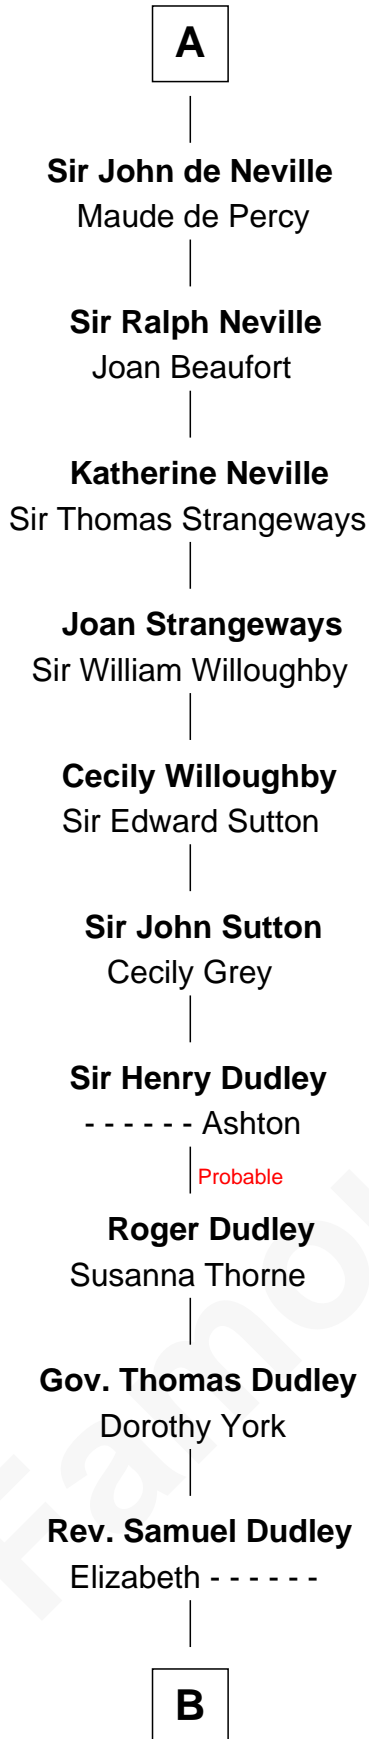 A
Sir John de Neville
Maude de Percy
Sir Ralph Neville
Joan Beaufort
Katherine Neville
Sir Thomas Strangeways
Joan Strangeways
Sir William Willoughby
Cecily Willoughby
Sir Edward Sutton
Sir John Sutton
Cecily Grey
Sir Henry Dudley
- - - - - - Ashton
Probable
Roger Dudley
Susanna Thorne
Gov. Thomas Dudley
Dorothy York
Rev. Samuel Dudley
Elizabeth - - - - - -
B
Famou